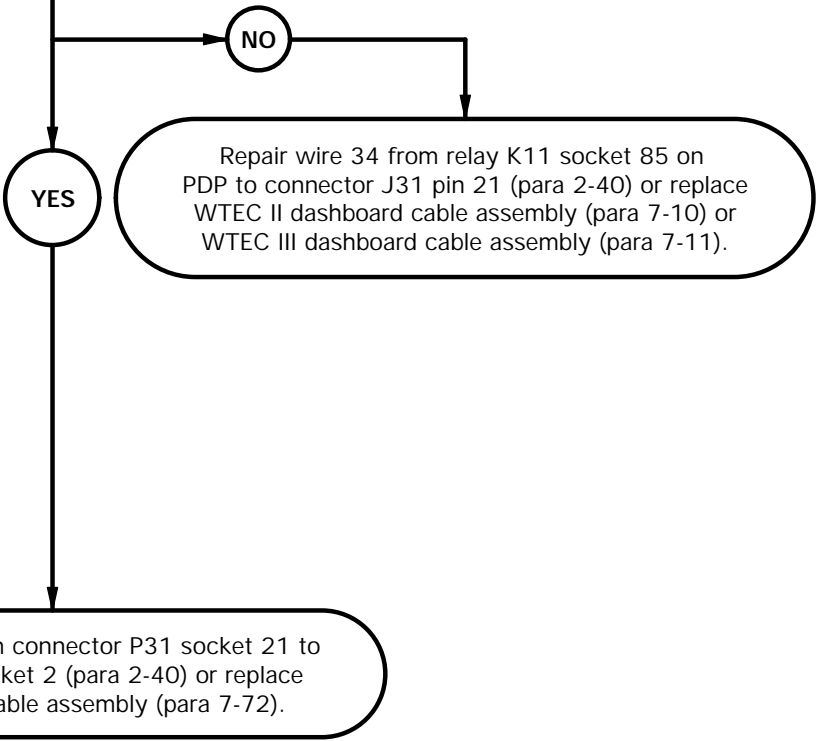 NO
YES
Repair wire 34 from relay K11 socket 85 on
PDP to connector J31 pin 21 (para 2-40) or replace
WTEC II dashboard cable assembly (para 7-10) or
WTEC III dashboard cable assembly (para 7-11).
connector P31 socket 21 to
2 (para 2-40) or replace
assembly (para 7-72).